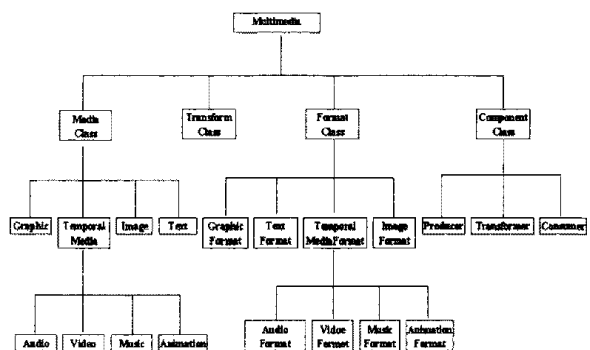 Multimedia
Media
Class
Transform
Class
Format
Class
Component
Class
Graphic
Temporal
Media
Image
Text
Graphic
Format
Text
Format
Temporal
MediaFormat
Image
Format
Producer
Transformer
Consumer
Audio
Video
Music
Animation
Audio
Format
Video
Format
Music
Format
Animation
Format